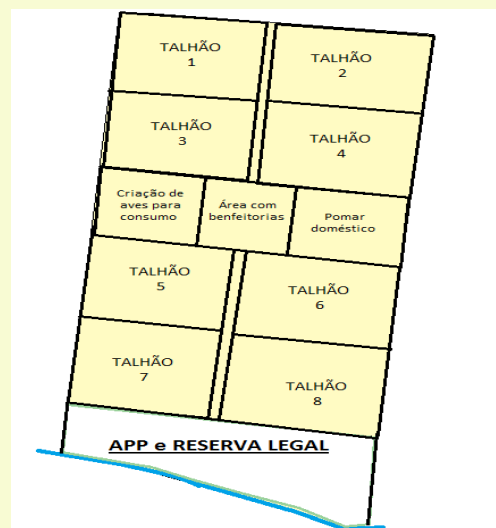 TALHÃO
1
TALHÃO
2
TALHÃO
3
TALHÃO
4
Criação de
aves para
consumo
Área com
benfeitorias
Pomar
doméstico
TALHÃO
5
TALHÃO
6
TALHÃO
7
TALHÃO
8
APP e RESERVA LEGAL